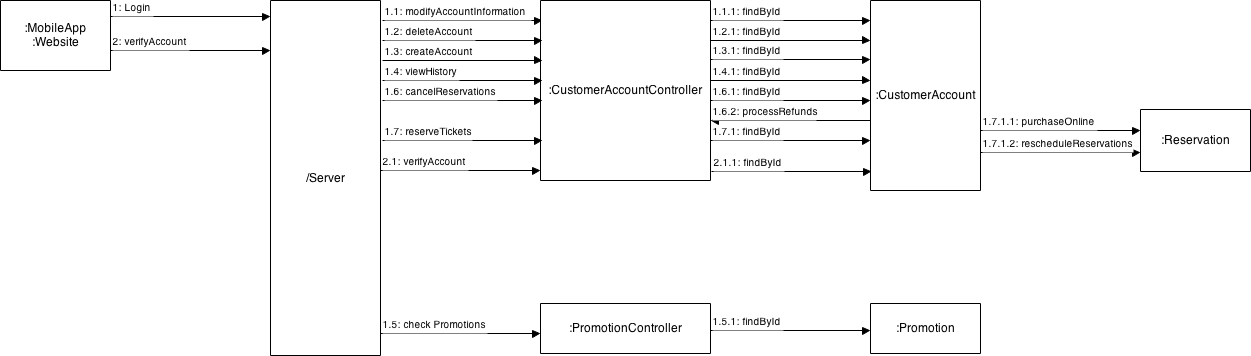 :MobileApp
:Website
1: Login
2: verifyAccount
/Server
1.1: modifyAccountInformation
1.2: deleteAccount
1.3: createAccount
1.4: viewHistory
1.6: cancelReservations
1.7: reserveTickets
2.1: verifyAccount
1.5: check Promotions
:CustomerAccountController
1.1.1: findById
1.2.1: findById
1.3.1: findById
1.4.1: findById
1.6.1: findById
1.6.2: processRefunds
1.7.1: findById
2.1.1: findById
:CustomerAccount
1.7.1.1: purchaseOnline
1.7.1.2: rescheduleReservations
:Reservation
:PromotionController
1.5.1: findById
:Promotion